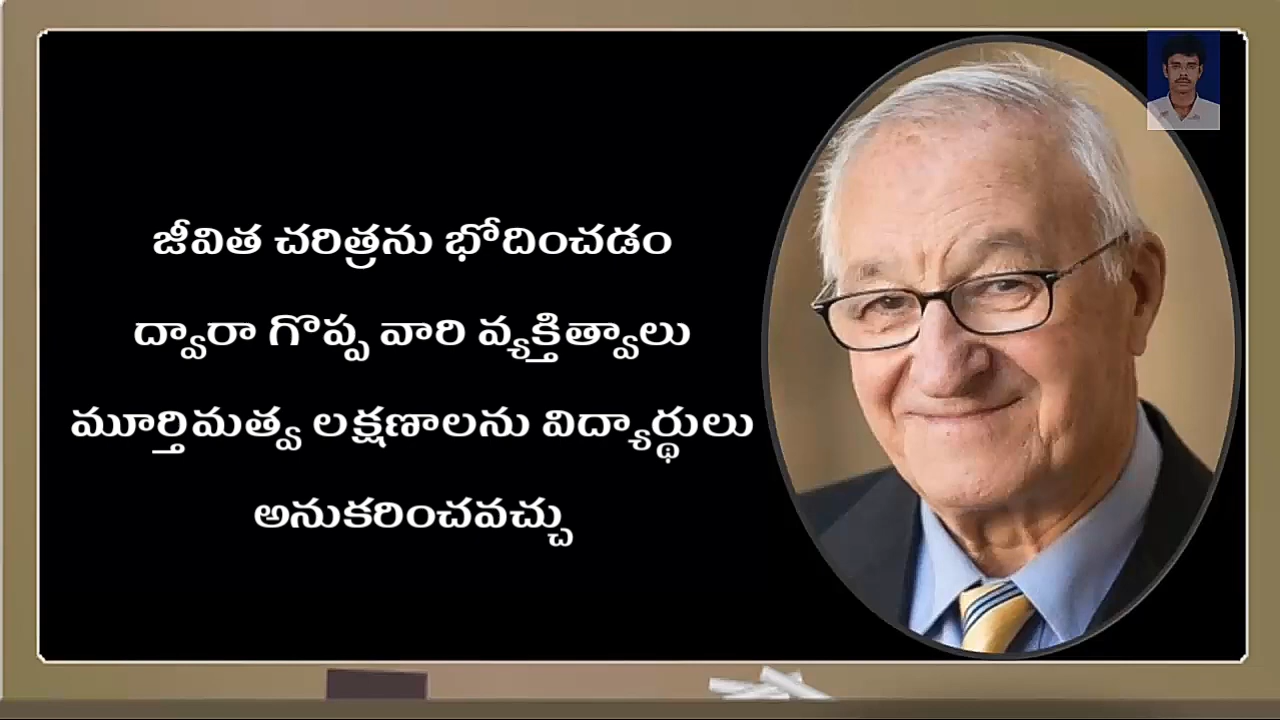 జీవిత చరిత్రను భోదించడం
ద్వారా గొప్ప వారి వ్యక్తిత్వాలు
మూర్తిమత్వ లక్షణాలను విద్యార్థులు
అనుకరించవచ్చు